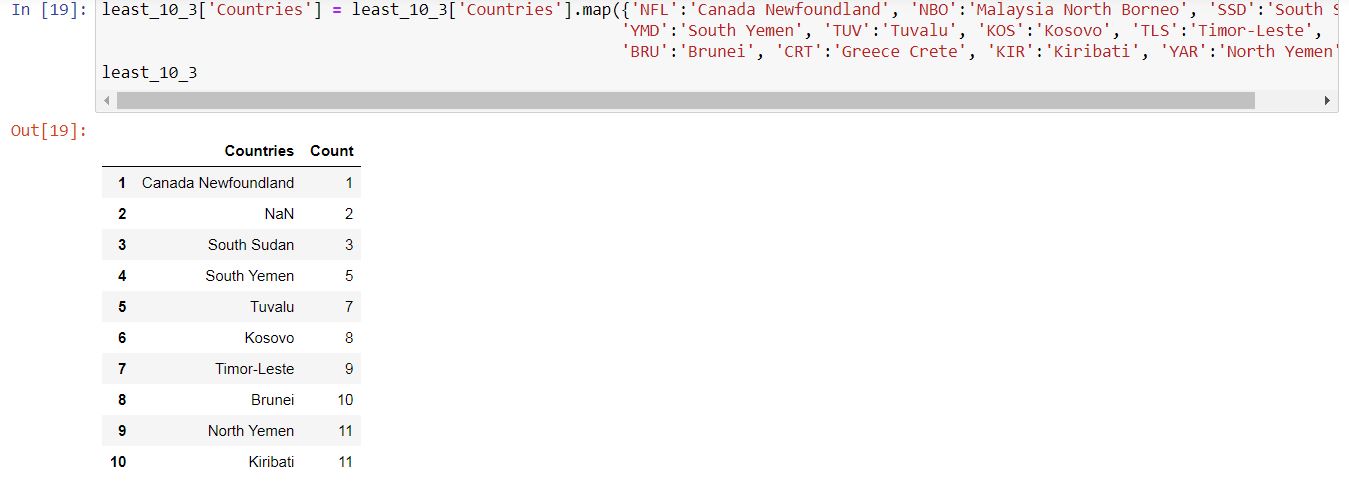 In [19]: least_10_3['Countries'] = least_10_3['Countries'].map({'NFL':'Canada Newfoundland', 'NBO':'Malaysia North Borneo', 'SSD':'South S
'YMD':'South Yemen', 'TUV':'Tuvalu', 'KOS':'Kosovo', 'TLS':'Timor-Leste',
'BRU':'Brunei', 'CRT':'Greece Crete', 'KIR':'Kiribati', 'YAR':'North Yemen'
least_10_3
Out[19]:
Countries Count
1 Canada Newfoundland 1
2 NaN 2
3 South Sudan 3
4 South Yemen 5
5 Tuvalu 7
6 Kosovo 8
7 Timor-Leste 9
8 Brunei 10
9 North Yemen 11
10 Kiribati 11